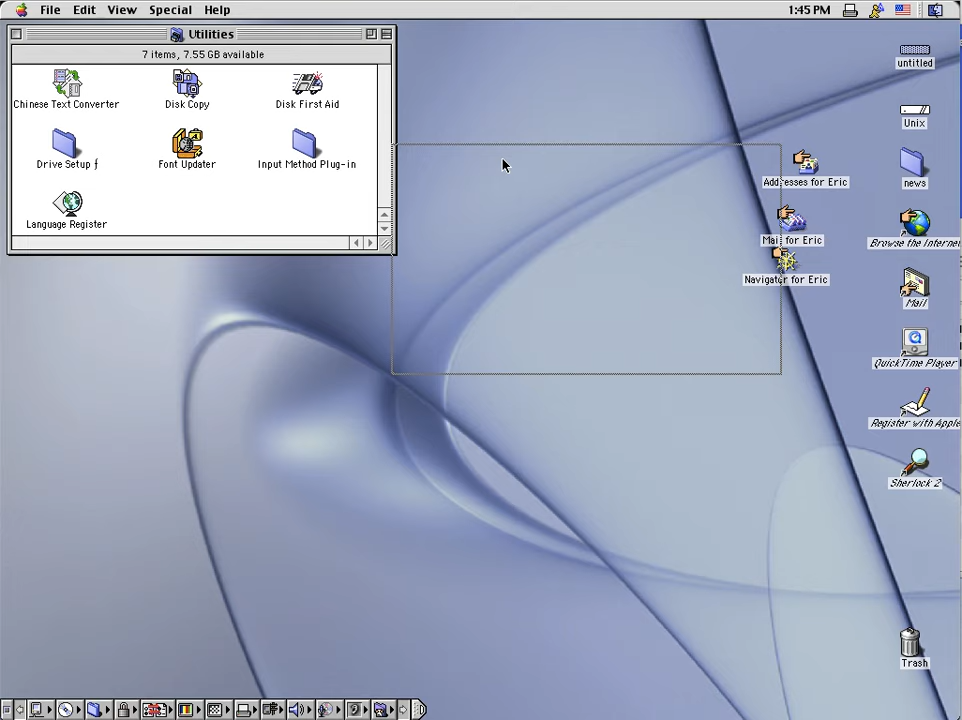 File Edit View Special Help
1:45 PM
Utilities
7 items, 7.55 GB available
Chinese Text Converter
Disk Copy
Disk First Aid
Drive Setup ƒ
Font Updater
Input Method Plug-in
Language Register
untitled
Unix
Addresses for Eric
news
Mail for Eric
Browse the Internet
Navigator for Eric
Mail
QuickTime Player
Register with Apple
Sherlock 2
Trash